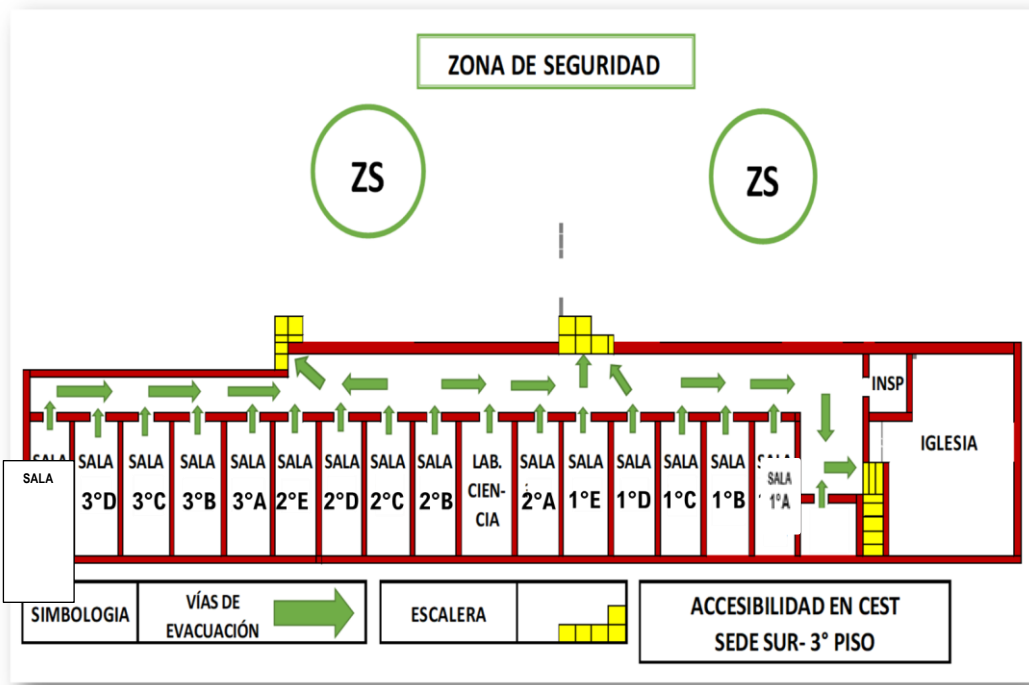 ZONA DE SEGURIDAD
ZS
ZS
INSP
IGLESIA
SALA
SALA
3°D
SALA
3°C
SALA
3°B
SALA
3°A
SALA
2°E
SALA
2°D
SALA
2°C
SALA
2°B
LAB.
CIEN-
CIA
SALA
2°A
SALA
1°E
SALA
1°D
SALA
1°C
SALA
1°B
SALA
1°A
SIMBOLOGIA
VÍAS DE
EVACUACIÓN
ESCALERA
ACCESIBILIDAD EN CEST
SEDE SUR- 3° PISO